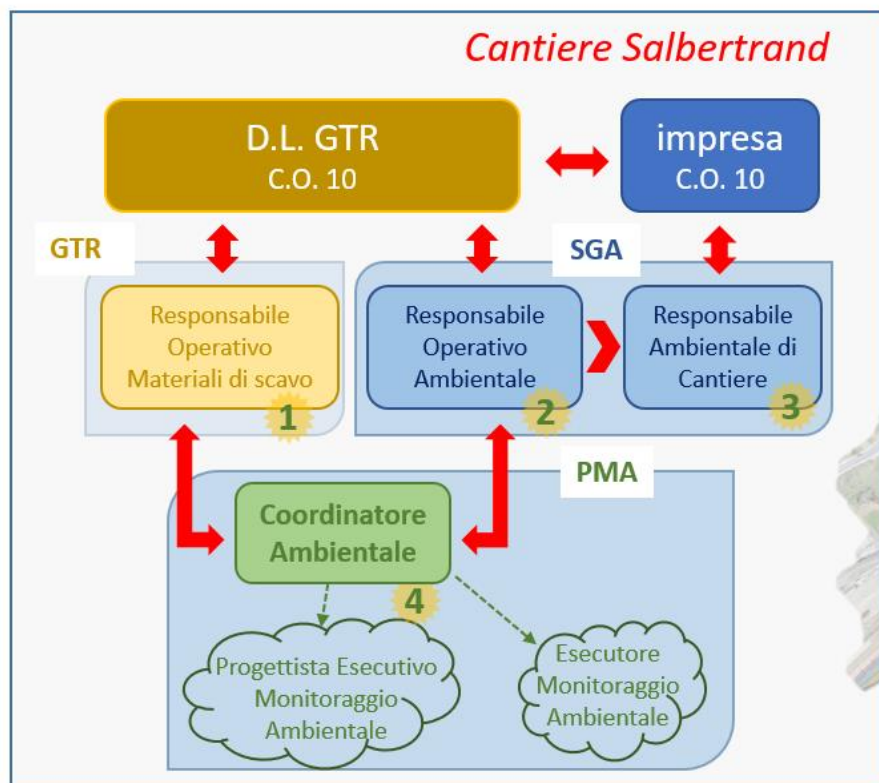 Cantiere Salbertrand
D.L. GTR
C.O. 10
impresa
C.O. 10
GTR
SGA
Responsabile
Operativo
Materiali di scavo
1
Responsabile
Operativo
Ambientale
2
Responsabile
Ambientale di
Cantiere
3
PMA
Coordinatore
Ambientale
4
Progettista Esecutivo
Monitoraggio
Ambientale
Esecutore
Monitoraggio
Ambientale